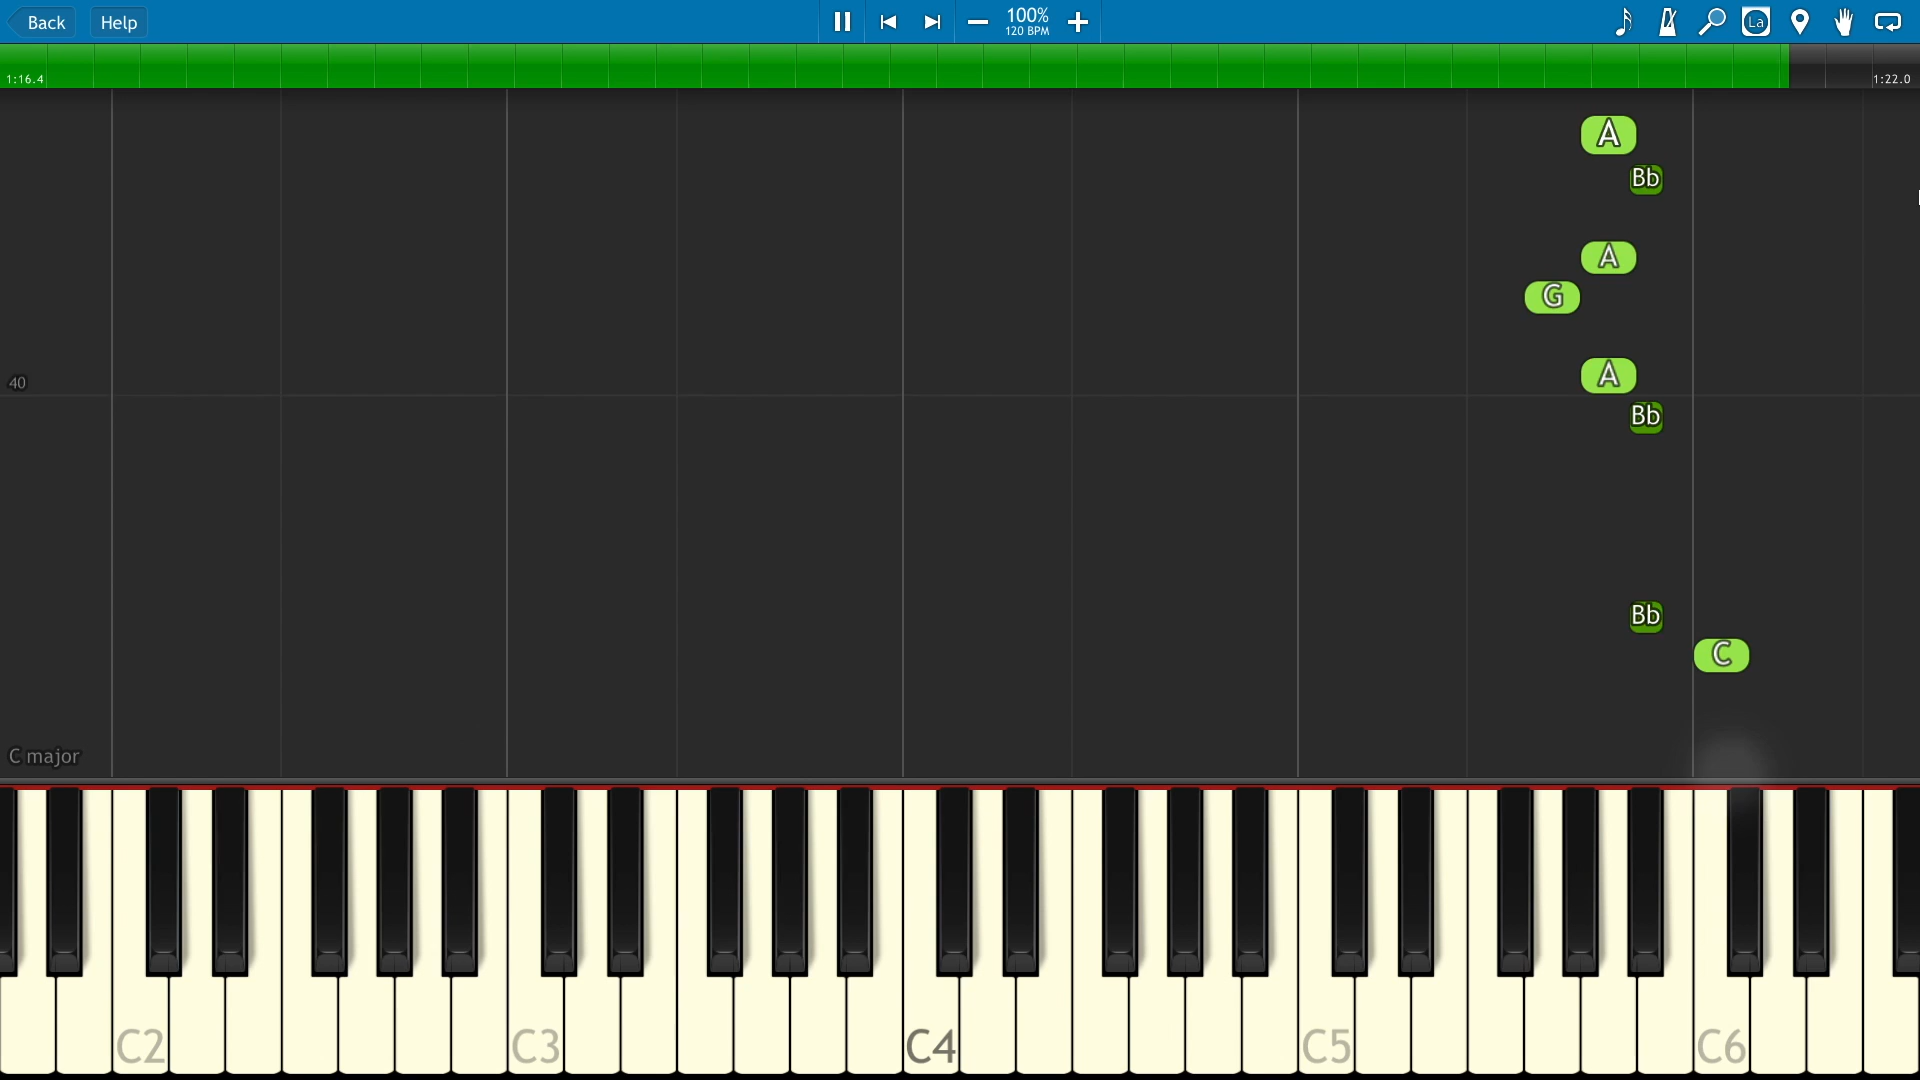 Back
Help
100%
120 BPM
La
1:16.4
1:22.0
A
Bb
A
G
40
A
Bb
Bb
C
C major
C2
C3
C4
C5
C6